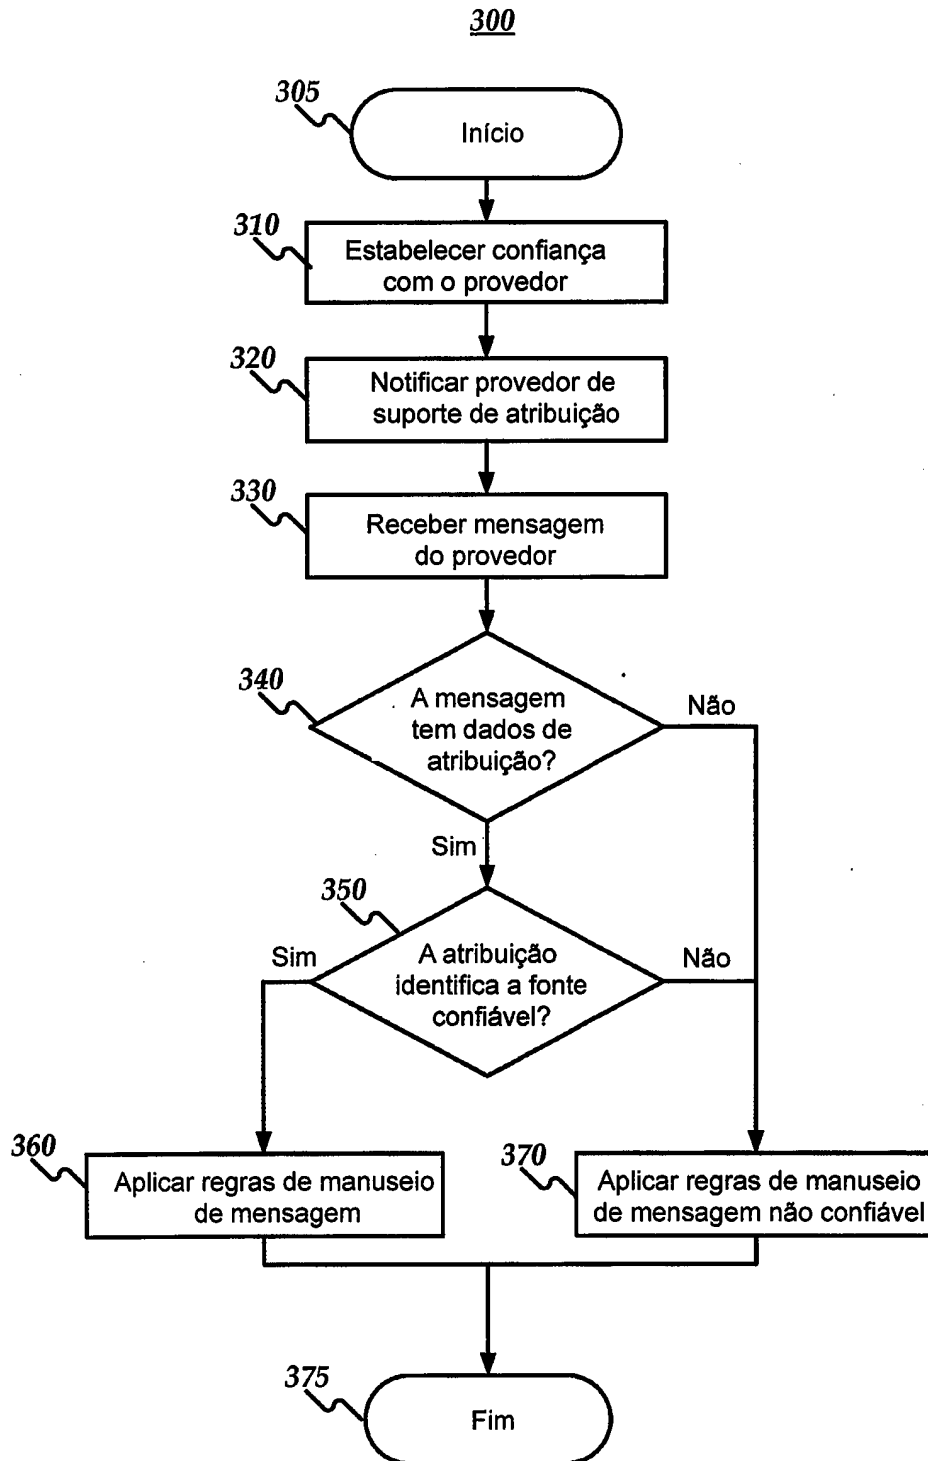 300
305
Início
310
Estabelecer confiança
com o provedor
320
Notificar provedor de
suporte de atribuição
330
Receber mensagem
do provedor
340
A mensagem
tem dados de
atribuição?
Não
Sim
350
A atribuição
identifica a fonte
confiável?
Sim
Não
360
Aplicar regras de manuseio
de mensagem
370
Aplicar regras de manuseio
de mensagem não confiável
375
Fim